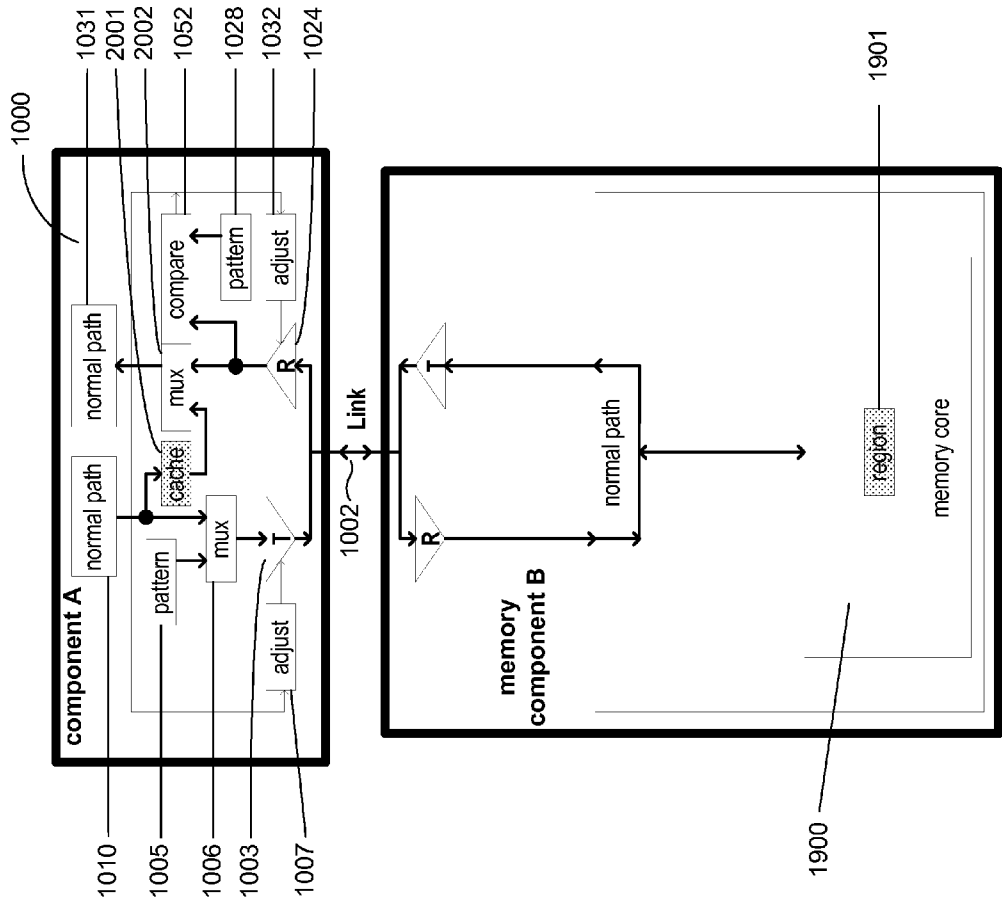 1000
1031
2001
2002
1052
1028
1032
1024
component A
normal path
normal path
cache
mux
compare
pattern
pattern
mux
adjust
adjust
T
R
1010
1005
1006
1003
1007
1002
Link
memory
component B
R
T
normal path
region
memory core
1901
1900